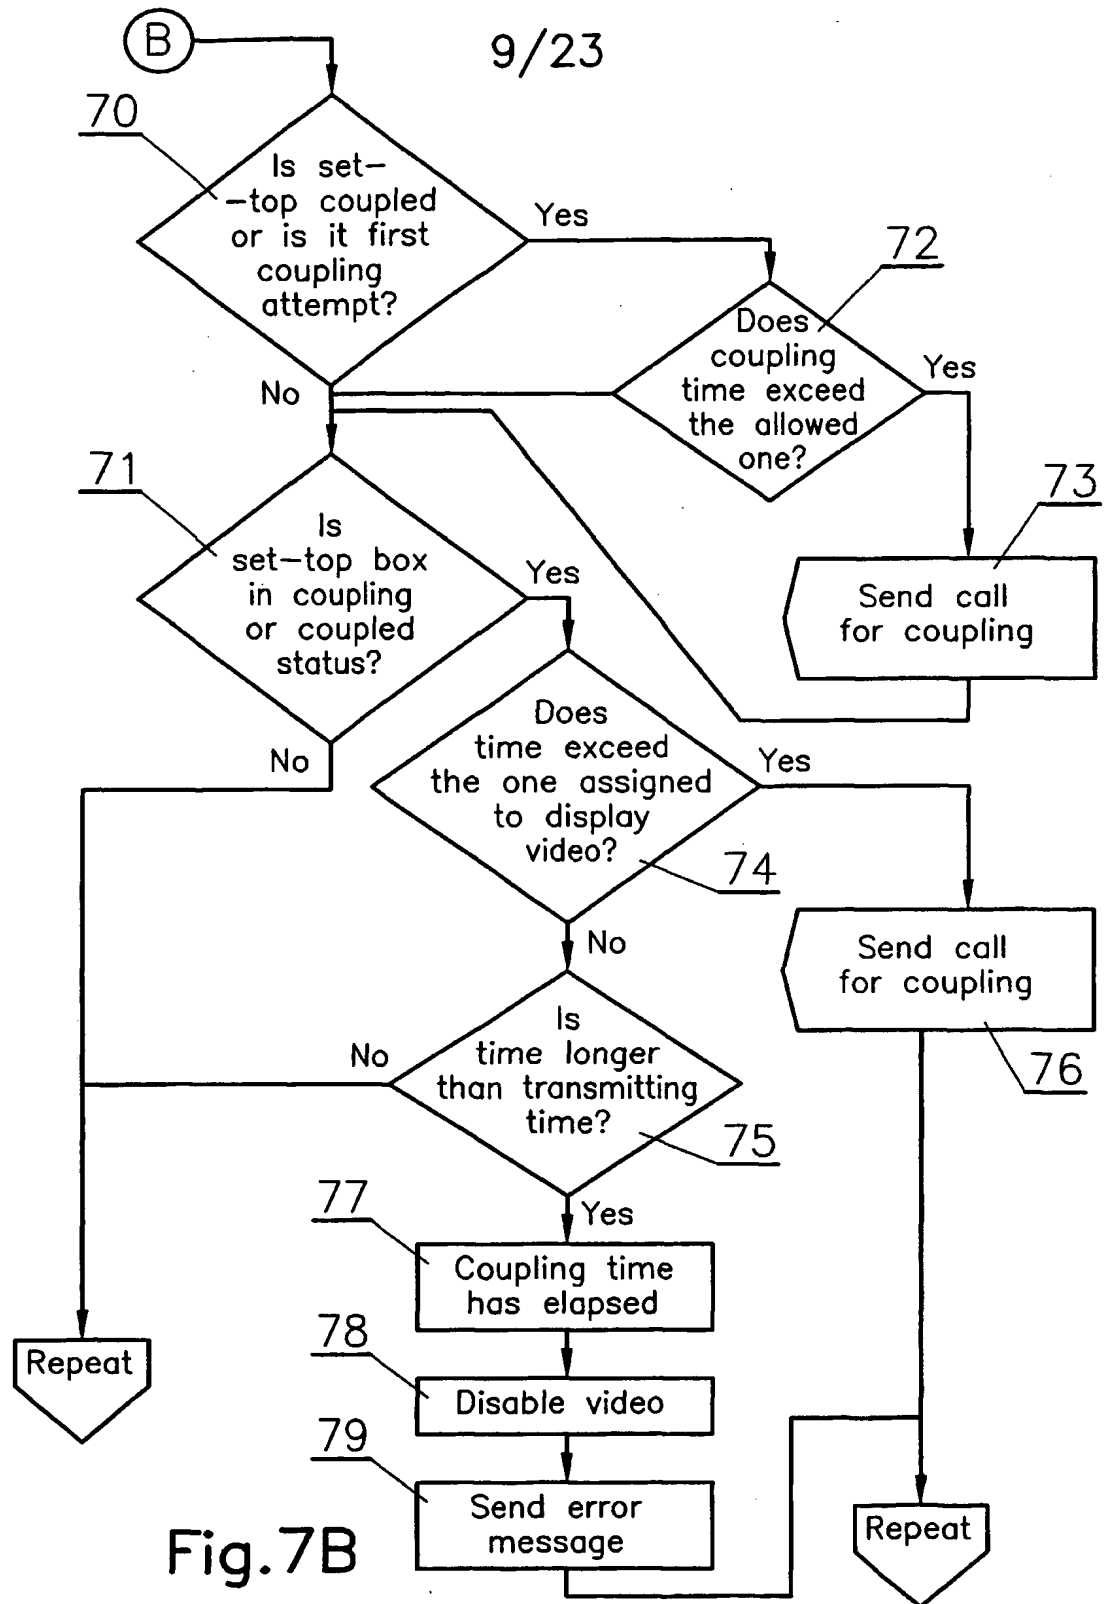 B
9/23
70
Is set-
-top coupled
or is it first
coupling
attempt?
Yes
No
72
Does
coupling
time exceed
the allowed
one?
Yes
73
Send call
for coupling
71
Is
set-top box
in coupling
or coupled
status?
Yes
No
Does
time exceed
the one assigned
to display
video?
Yes
74
No
Send call
for coupling
76
Is
time longer
than transmitting
time?
No
75
Yes
77
Coupling time
has elapsed
78
Disable video
79
Send error
message
Repeat
Repeat
Fig.7B